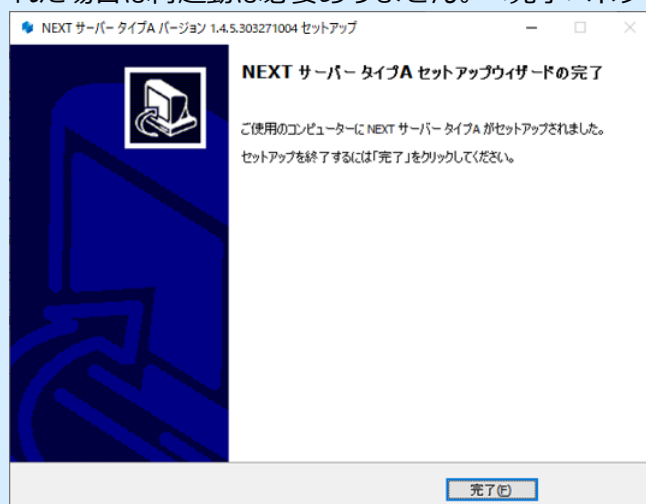 NEXT サーバー タイプA バージョン 1.4.5.303271004 セットアップ
NEXT サーバー タイプA セットアップウィザードの完了
ご使用のコンピューターに NEXT サーバー タイプA がセットアップされました。
セットアップを終了するには「完了」をクリックしてください。
完了(F)